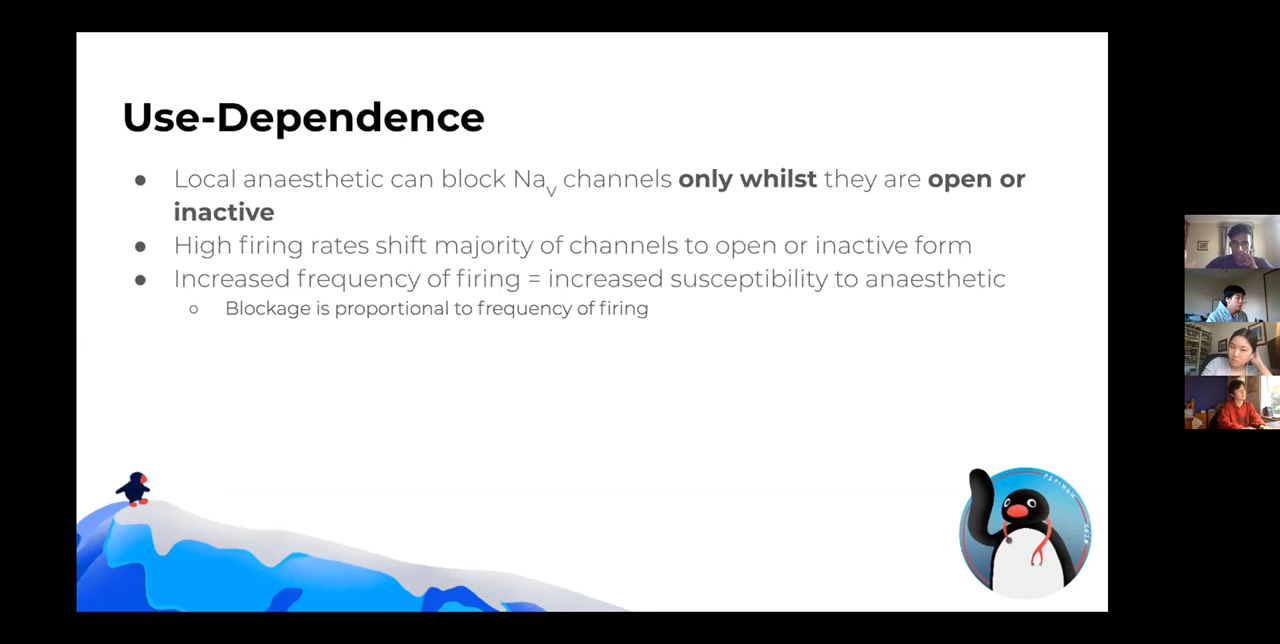 Use-Dependence
● Local anaesthetic can block Nav channels only whilst they are open or
inactive
● High firing rates shift majority of channels to open or inactive form
● Increased frequency of firing = increased susceptibility to anaesthetic
○ Blockage is proportional to frequency of firing